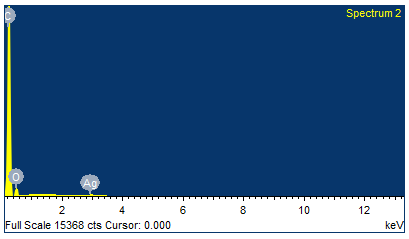 Spectrum 2
C
O
Ag
2 4 6 8 10 12
Full Scale 15368 cts Cursor: 0.000 keV